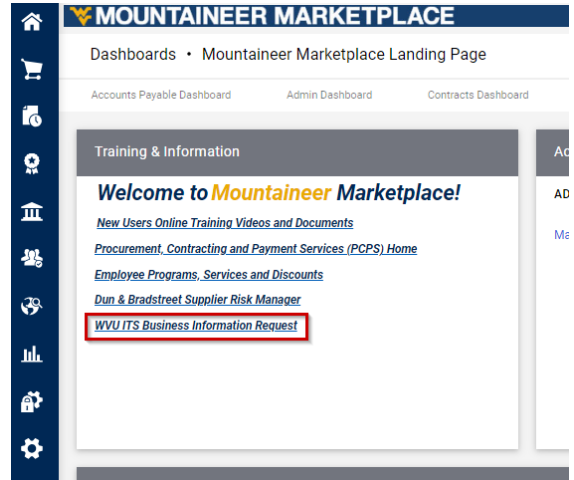 MOUNTAINEER MARKETPLACE
Dashboards • Mountaineer Marketplace Landing Page
Accounts Payable Dashboard Admin Dashboard Contracts Dashboard
Training & Information
Welcome to Mountaineer Marketplace!
New Users Online Training Videos and Documents
Procurement, Contracting and Payment Services (PCPS) Home
Employee Programs, Services and Discounts
Dun & Bradstreet Supplier Risk Manager
WVU ITS Business Information Request